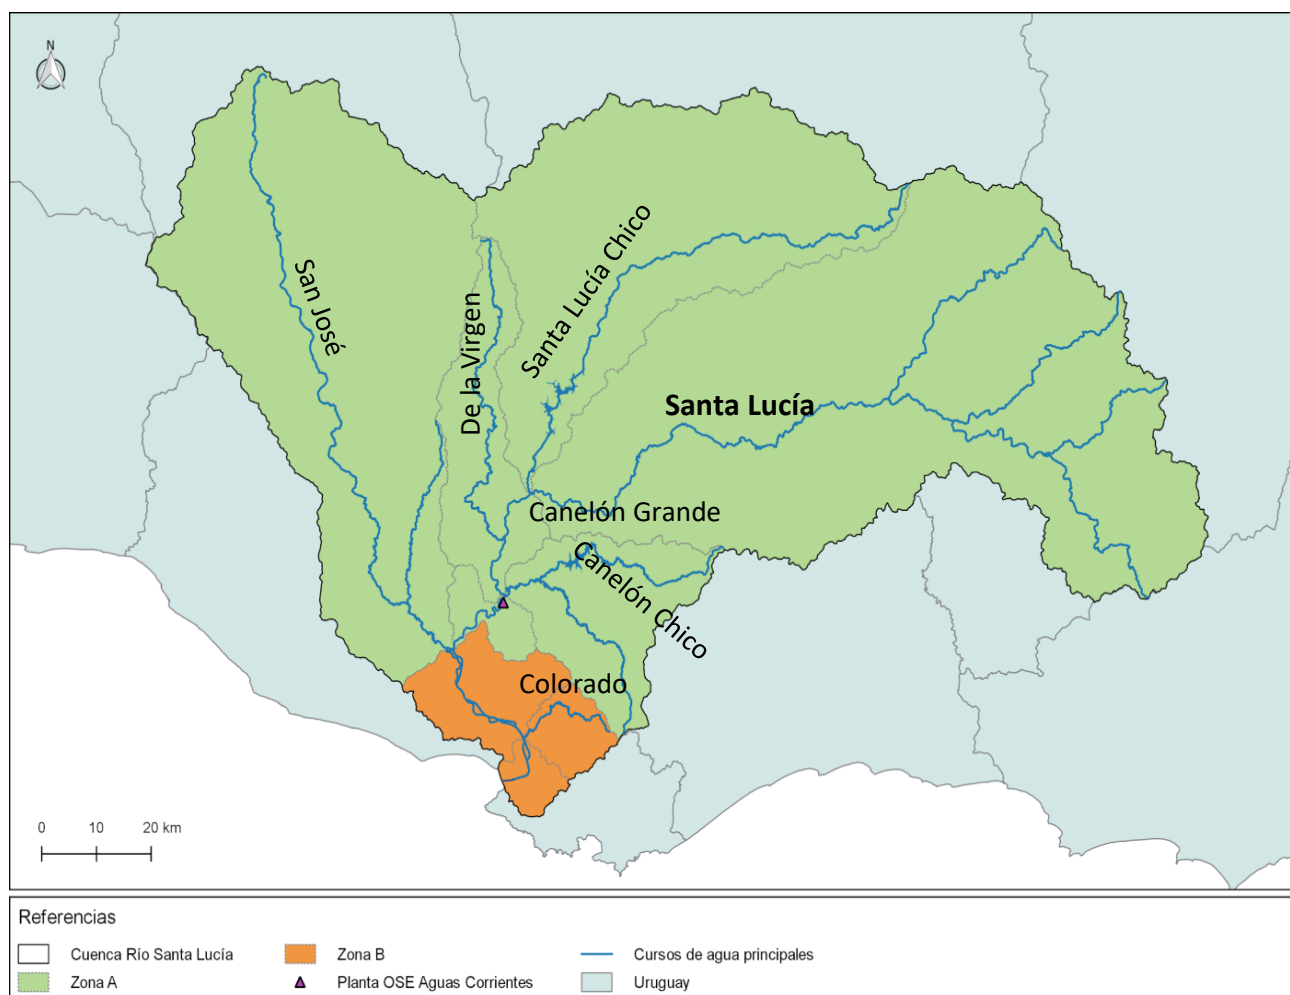 N
San José
De la Virgen
Santa Lucía Chico
Santa Lucía
Canelón Grande
Canelón Chico
Colorado
0 10 20 km
Referencias
Cuenca Río Santa Lucía
Zona B
Cursos de agua principales
Zona A
Planta OSE Aguas Corrientes
Uruguay